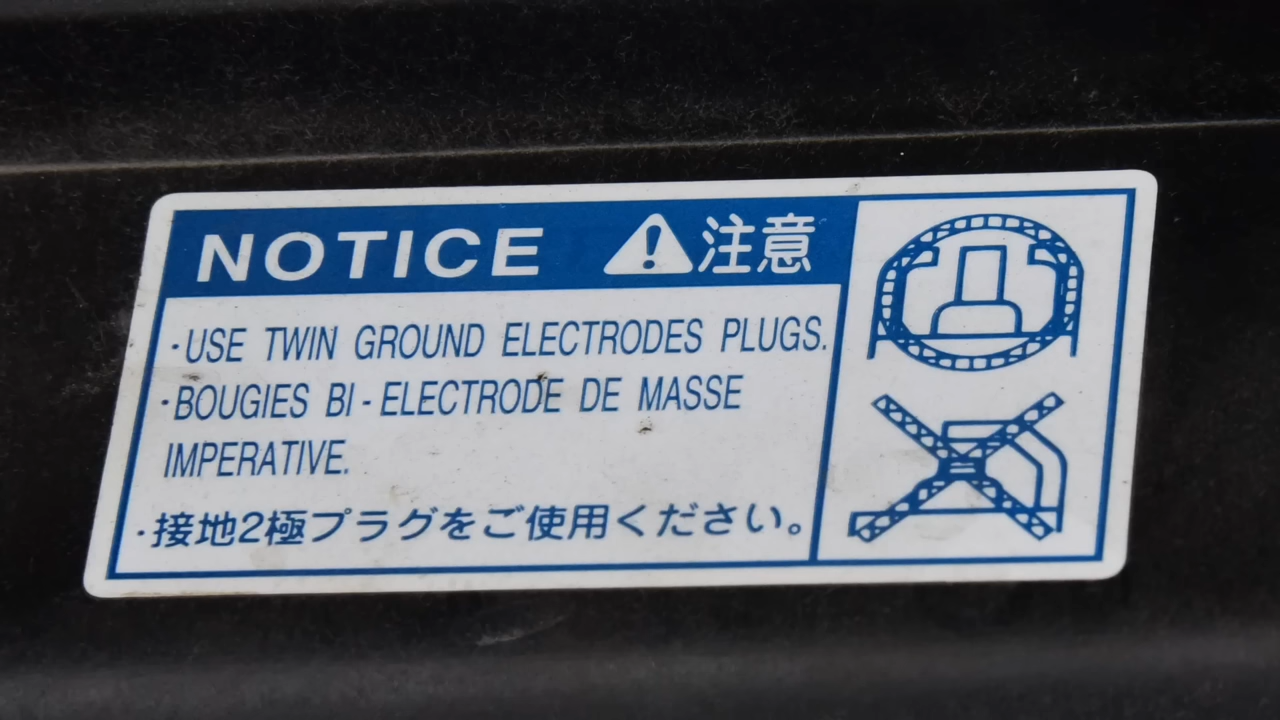 NOTICE 注意
·USE TWIN GROUND ELECTRODES PLUGS.
·BOUGIES BI-ELECTRODE DE MASSE
IMPERATIVE.
·接地2極プラグをご使用ください。